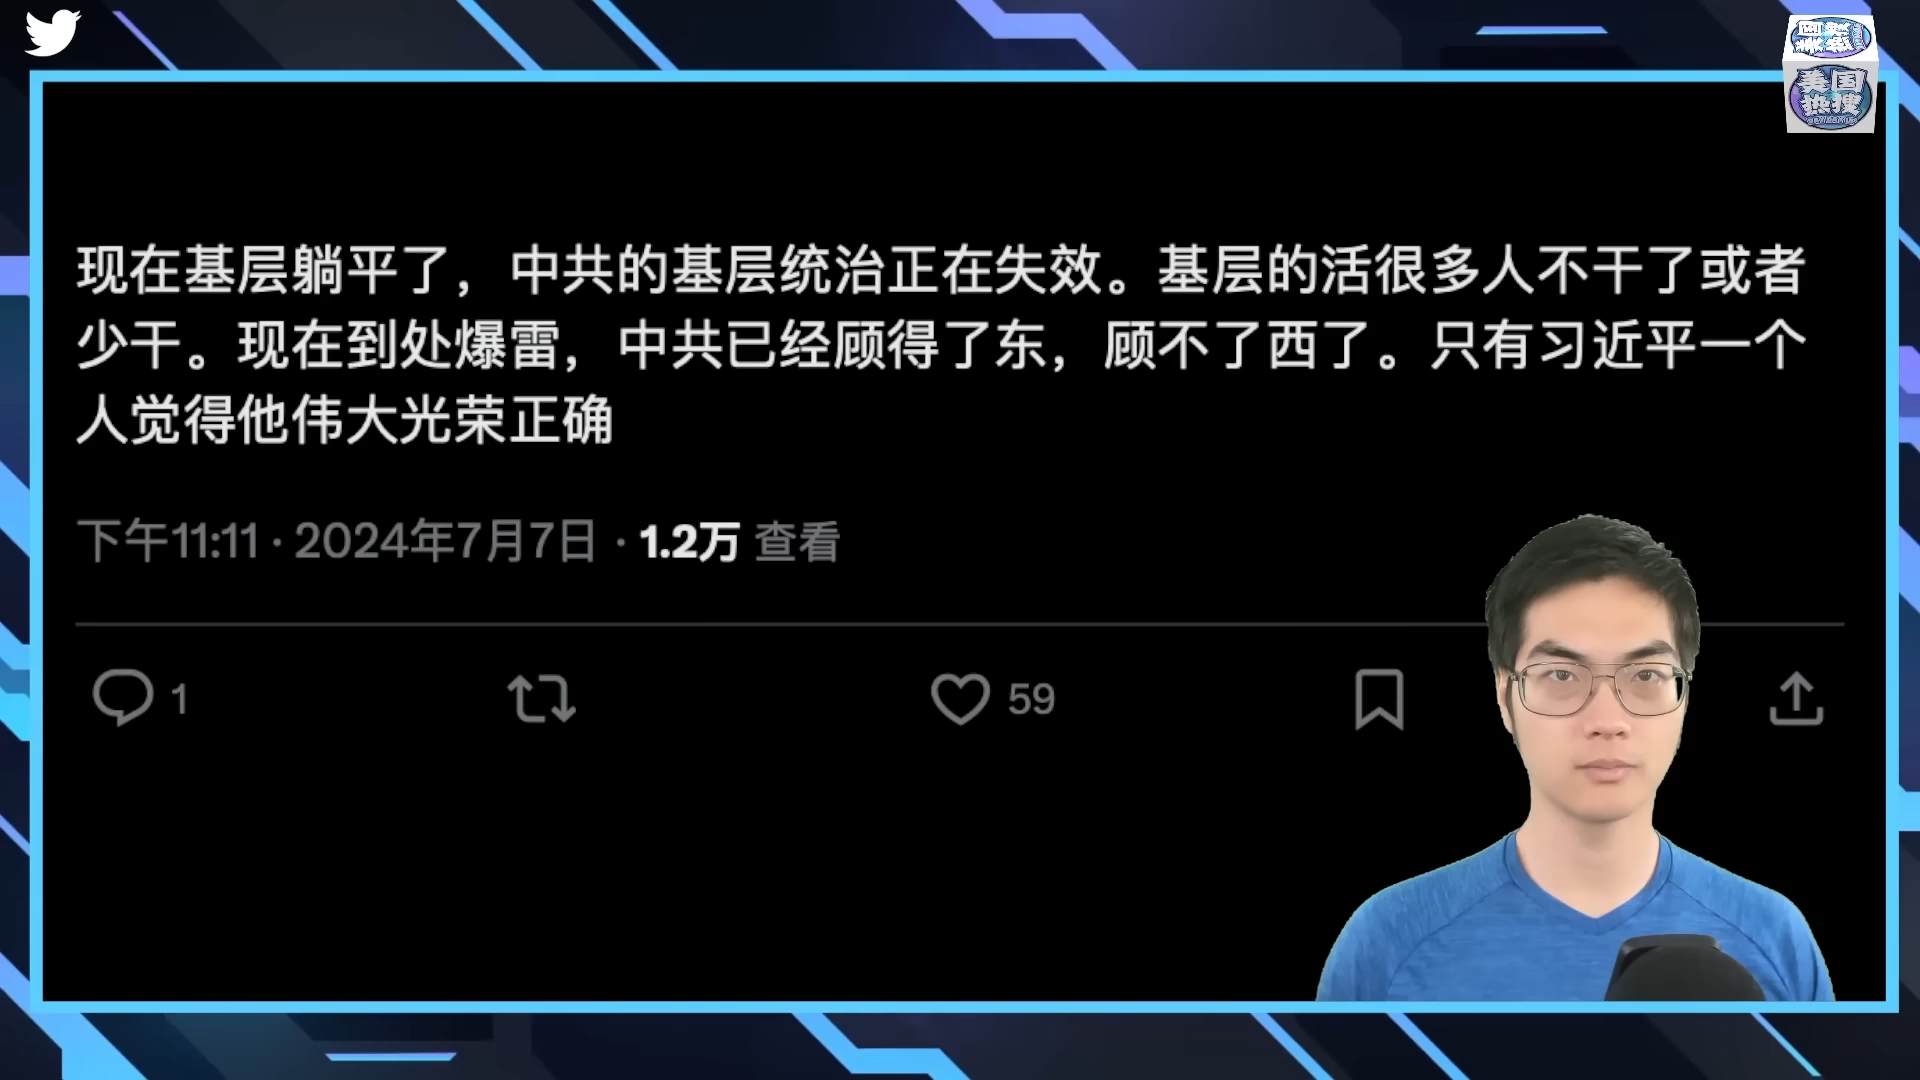 美国
热搜
现在基层躺平了，中共的基层统治正在失效。基层的活很多人不干了或者
少干。现在到处爆雷，中共已经顾得了东，顾不了西了。只有习近平一个
人觉得他伟大光荣正确
下午11:11 · 2024年7月7日 · 1.2万 查看
1
59